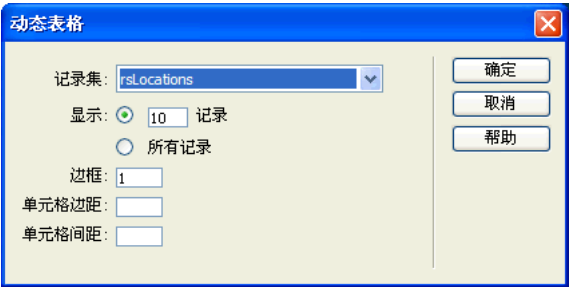 动态表格
记录集: rsLocations
显示: 10 记录
所有记录
边框: 1
单元格边距:
单元格间距:
确定
取消
帮助